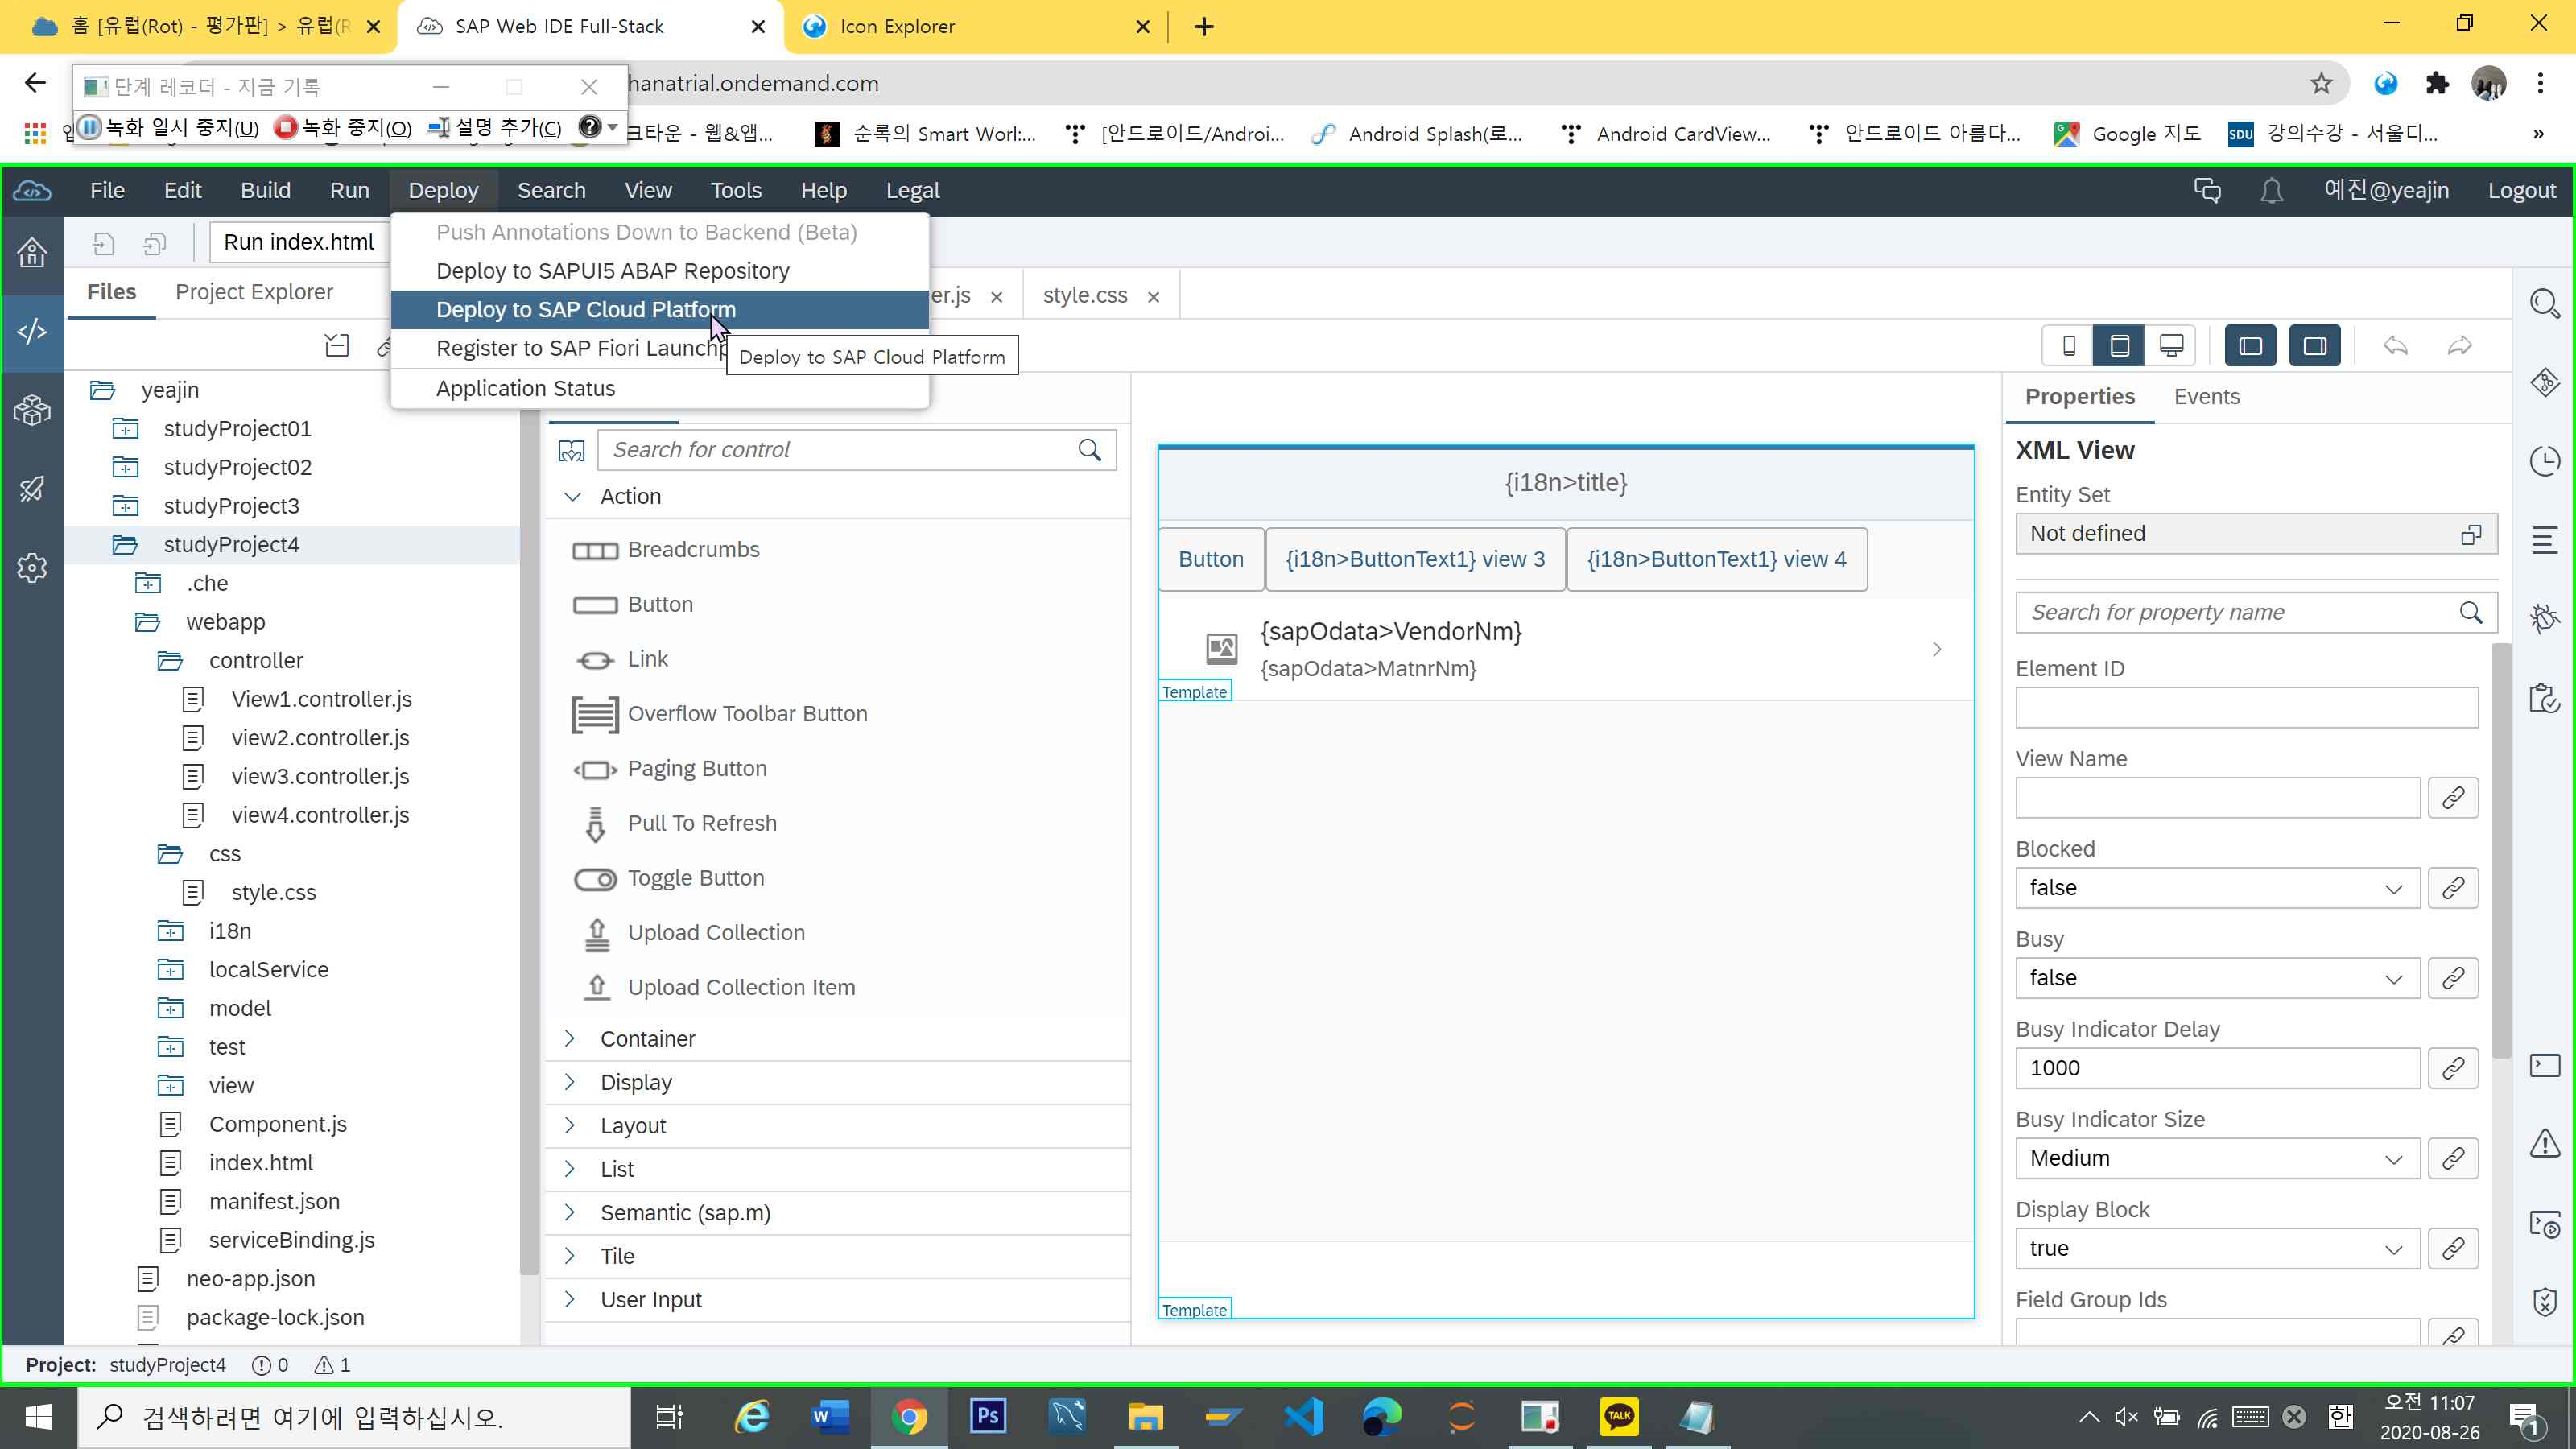 홈 [유럽(Rot) - 평가판] > 유럽(R
SAP Web IDE Full-Stack
Icon Explorer
단계 레코더 - 지금 기록
hanatrial.ondemand.com
녹화 일시 중지(U)
녹화 중지(O)
설명 추가(C)
크타운 - 웹&앱...
순록의 Smart Worl:...
[안드로이드/Androi...
Android Splash(로...
Android CardView...
안드로이드 아름다...
Google 지도
SDU
강의수강 - 서울디...
»
File
Edit
Build
Run
Deploy
Search
View
Tools
Help
Legal
예진@yeajin
Logout
Run index.html
Push Annotations Down to Backend (Beta)
Deploy to SAPUI5 ABAP Repository
Deploy to SAP Cloud Platform
Register to SAP Fiori Launchp
Deploy to SAP Cloud Platform
Application Status
Files
Project Explorer
er.js
style.css
yeajin
studyProject01
studyProject02
studyProject3
studyProject4
.che
webapp
controller
View1.controller.js
view2.controller.js
view3.controller.js
view4.controller.js
css
style.css
i18n
localService
model
test
view
Component.js
index.html
manifest.json
serviceBinding.js
neo-app.json
package-lock.json
Search for control
Action
Breadcrumbs
Button
Link
Overflow Toolbar Button
Paging Button
Pull To Refresh
Toggle Button
Upload Collection
Upload Collection Item
Container
Display
Layout
List
Semantic (sap.m)
Tile
User Input
{i18n>title}
Button
{i18n>ButtonText1} view 3
{i18n>ButtonText1} view 4
{sapOdata>VendorNm}
{sapOdata>MatnrNm}
Template
Template
Properties
Events
XML View
Entity Set
Not defined
Search for property name
Element ID
View Name
Blocked
false
Busy
false
Busy Indicator Delay
1000
Busy Indicator Size
Medium
Display Block
true
Field Group Ids
Project: studyProject4
0
1
검색하려면 여기에 입력하십시오.
W
Ps
TALK
한
오전 11:07
2020-08-26
1